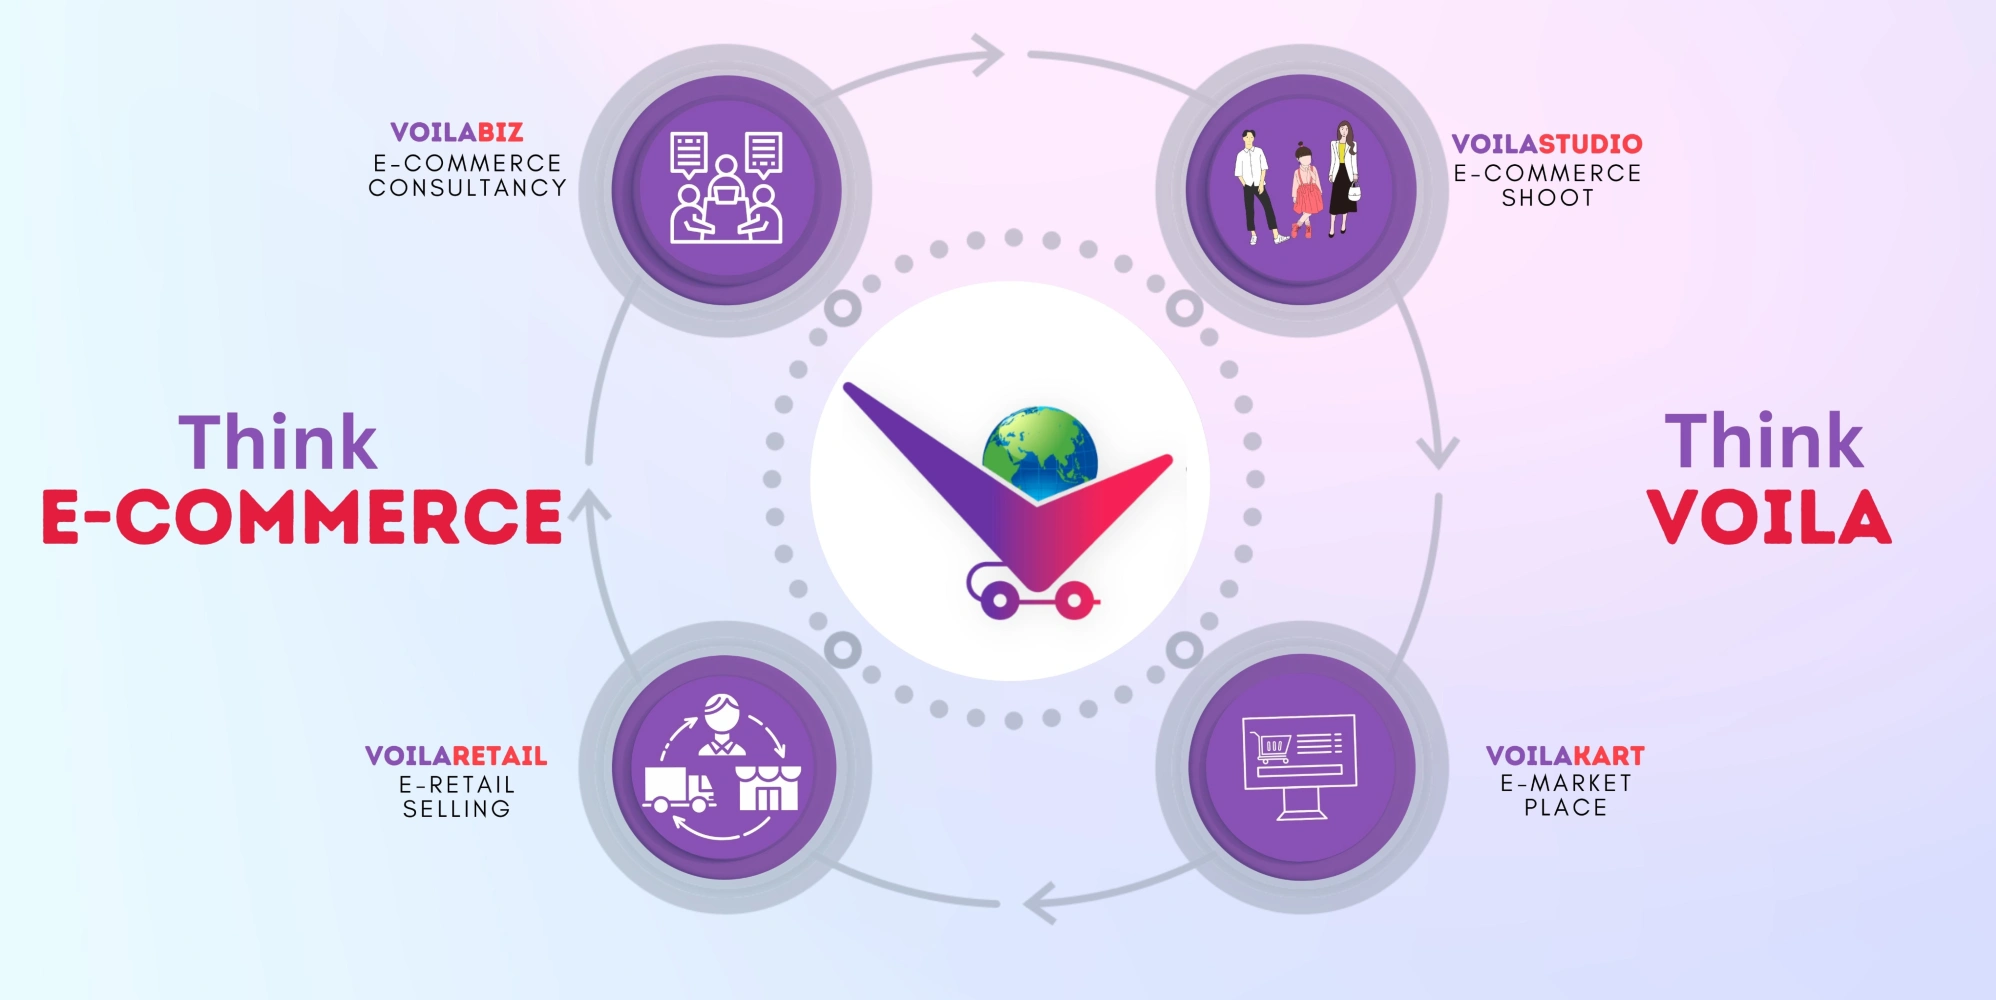 VOILABIZ
E-COMMERCE
CONSULTANCY
VOILASTUDIO
E-COMMERCE
SHOOT
Think
E-COMMERCE
Think
VOILA
VOILARETAIL
E-RETAIL
SELLING
VOILAKART
E-MARKET
PLACE